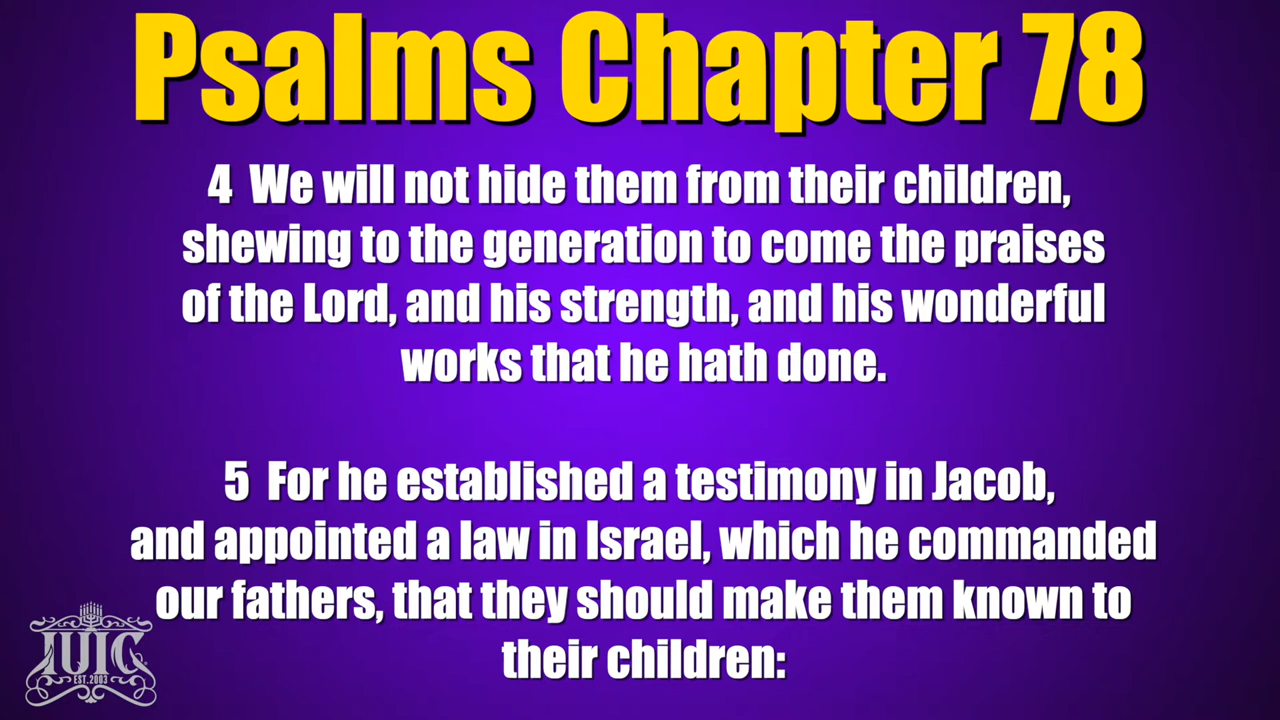 Psalms Chapter 78
4 We will not hide them from their children,
shewing to the generation to come the praises
of the Lord, and his strength, and his wonderful
works that he hath done.
5 For he established a testimony in Jacob,
and appointed a law in Israel, which he commanded
our fathers, that they should make them known to
their children:
IUIC
EST. 2003